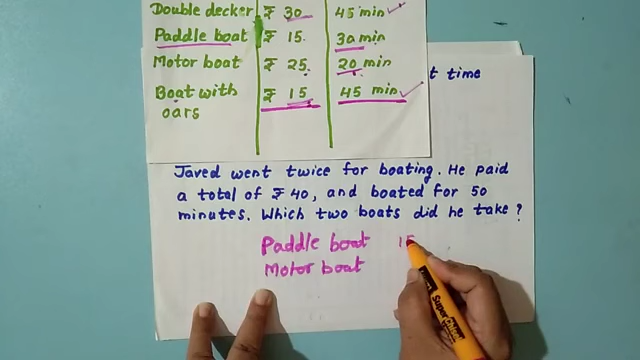 Double decker ₹ 30 45 min
Paddle boat ₹ 15 30 min
Motor boat ₹ 25 20 min
t time
Boat with ₹ 15 45 min
oars
Javed went twice for boating. He paid
a total of ₹ 40, and boated for 50
minutes. Which two boats did he take ?
Paddle boat 15
Motor boat